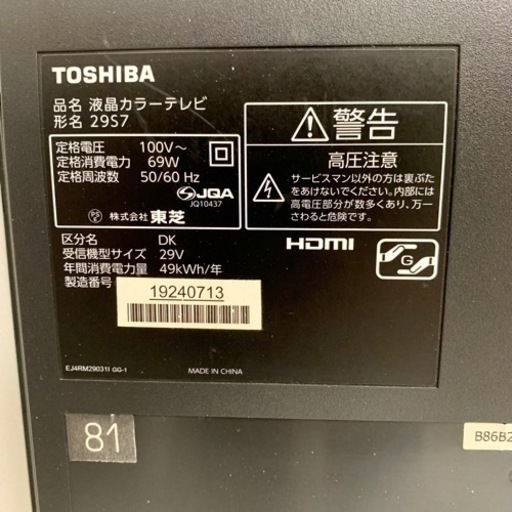 TOSHIBA
品名 液晶カラーテレビ
形名 29S7
定格電圧 100V～
定格消費電力 69W
定格周波数 50/60 Hz
JQA
JQ10437
PSE 株式会社 東芝
警告
高圧注意
サービスマン以外の方は裏ぶた
をあけないでください。内部には
高電圧部分が数多くあり、万一
さわると危険です。
区分名 DK
受信機型サイズ 29V
年間消費電力量 49kWh/年
製造番号
19240713
HDMI
G
EJ4RM29031I GG-1
MADE IN CHINA
81
B86B2